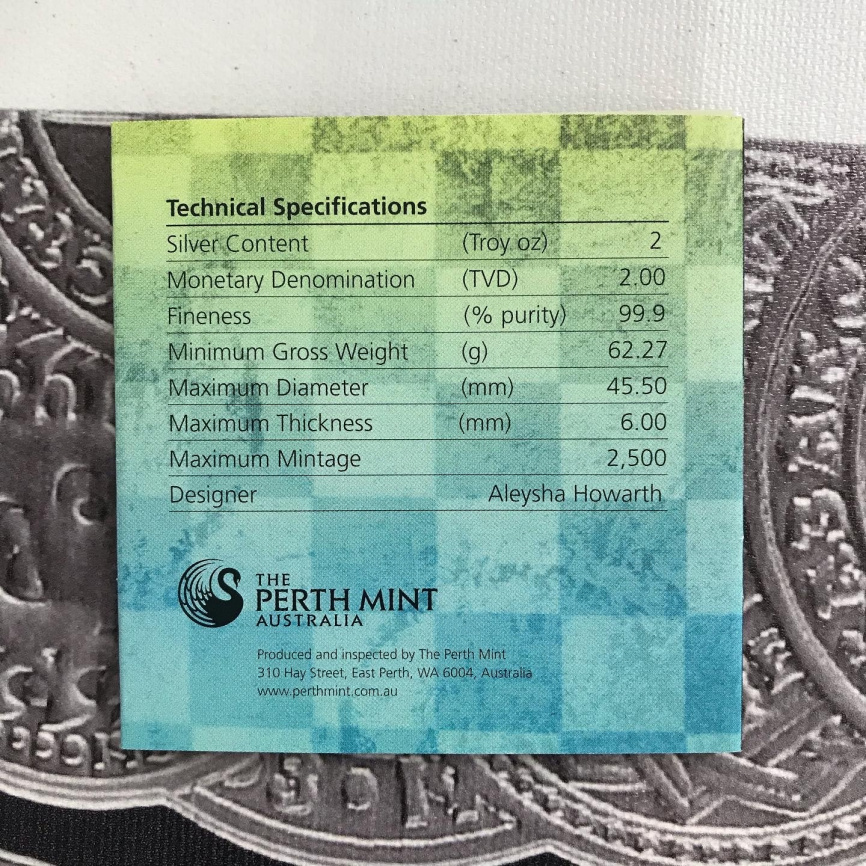 Technical Specifications
Silver Content (Troy oz) 2
Monetary Denomination (TVD) 2.00
Fineness (% purity) 99.9
Minimum Gross Weight (g) 62.27
Maximum Diameter (mm) 45.50
Maximum Thickness (mm) 6.00
Maximum Mintage 2,500
Designer Aleysha Howarth
THE
PERTH MINT
AUSTRALIA
Produced and inspected by The Perth Mint
310 Hay Street, East Perth, WA 6004, Australia
www.perthmint.com.au